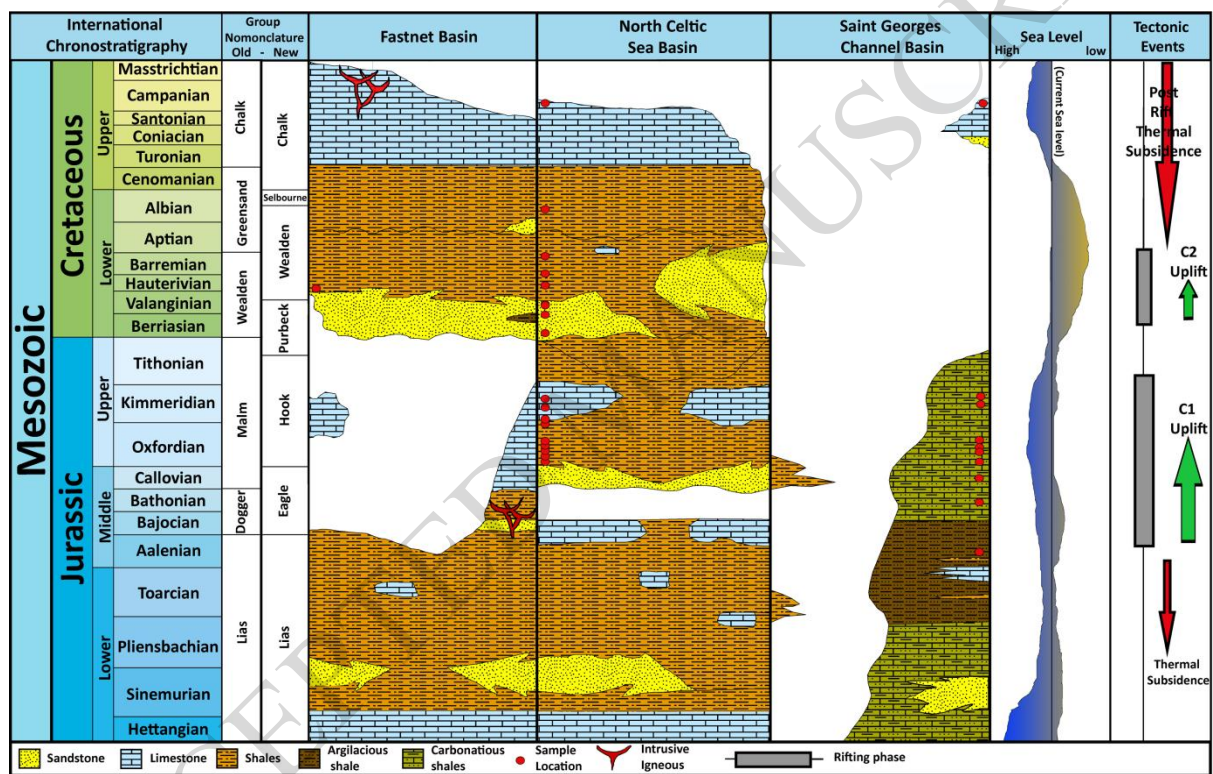 International
Chronostratigraphy
Group
Nomonclature
Old - New
Fastnet Basin
North Celtic
Sea Basin
Saint Georges
Channel Basin
Sea Level
High low
Tectonic
Events
Mesozoic
Cretaceous
Jurassic
Upper
Lower
Upper
Middle
Lower
Masstrichtian
Campanian
Santonian
Coniacian
Turonian
Cenomanian
Albian
Aptian
Barremian
Hauterivian
Valanginian
Berriasian
Tithonian
Kimmeridian
Oxfordian
Callovian
Bathonian
Bajocian
Aalenian
Toarcian
Pliensbachian
Sinemurian
Hettangian
Chalk
Greensand
Wealden
Malm
Dogger
Lias
Chalk
Selbourne
Wealden
Purbeck
Hook
Eagle
Lias
(Current Sea level)
Post
Rift
Thermal
Subsidence
C2
Uplift
C1
Uplift
Thermal
Subsidence
Sandstone
Limestone
Shales
Argilacious
shale
Carbonatious
shales
Sample
Location
Intrusive
Igneous
Rifting phase